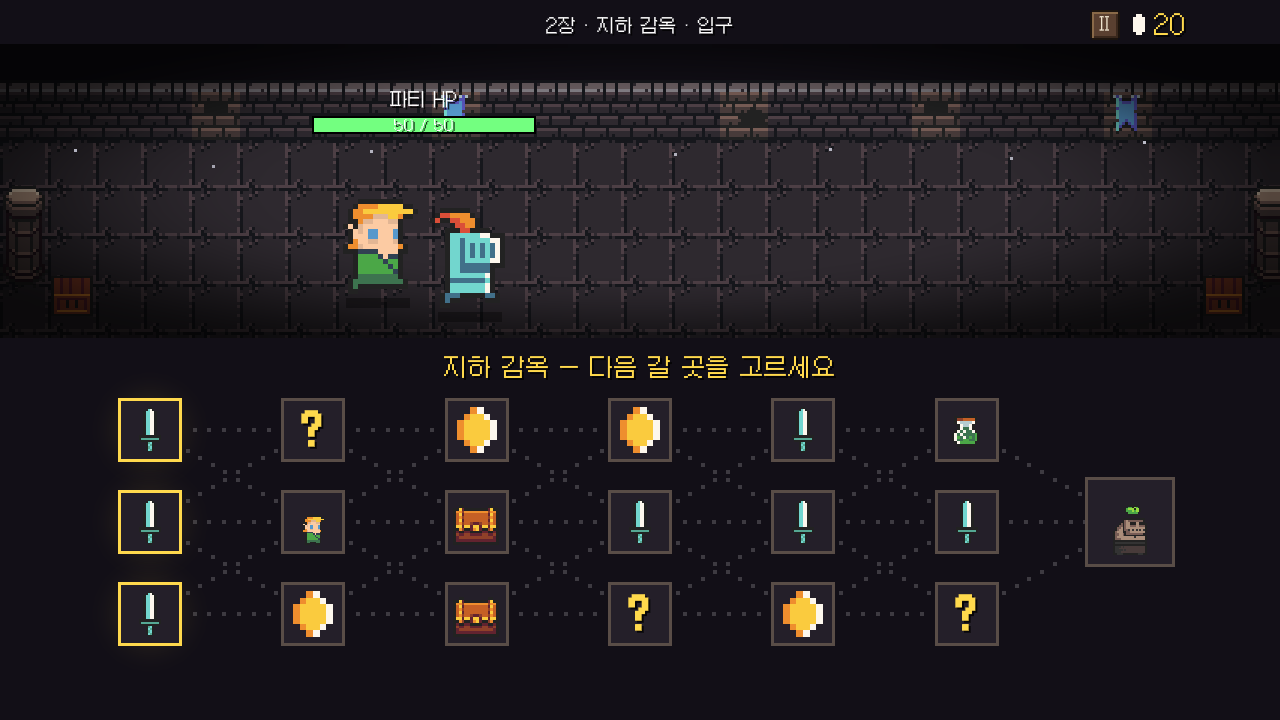 2장 · 지하 감옥 · 입구
II 20
파티 HP
50 / 50
지하 감옥 — 다음 갈 곳을 고르세요
?
?
?